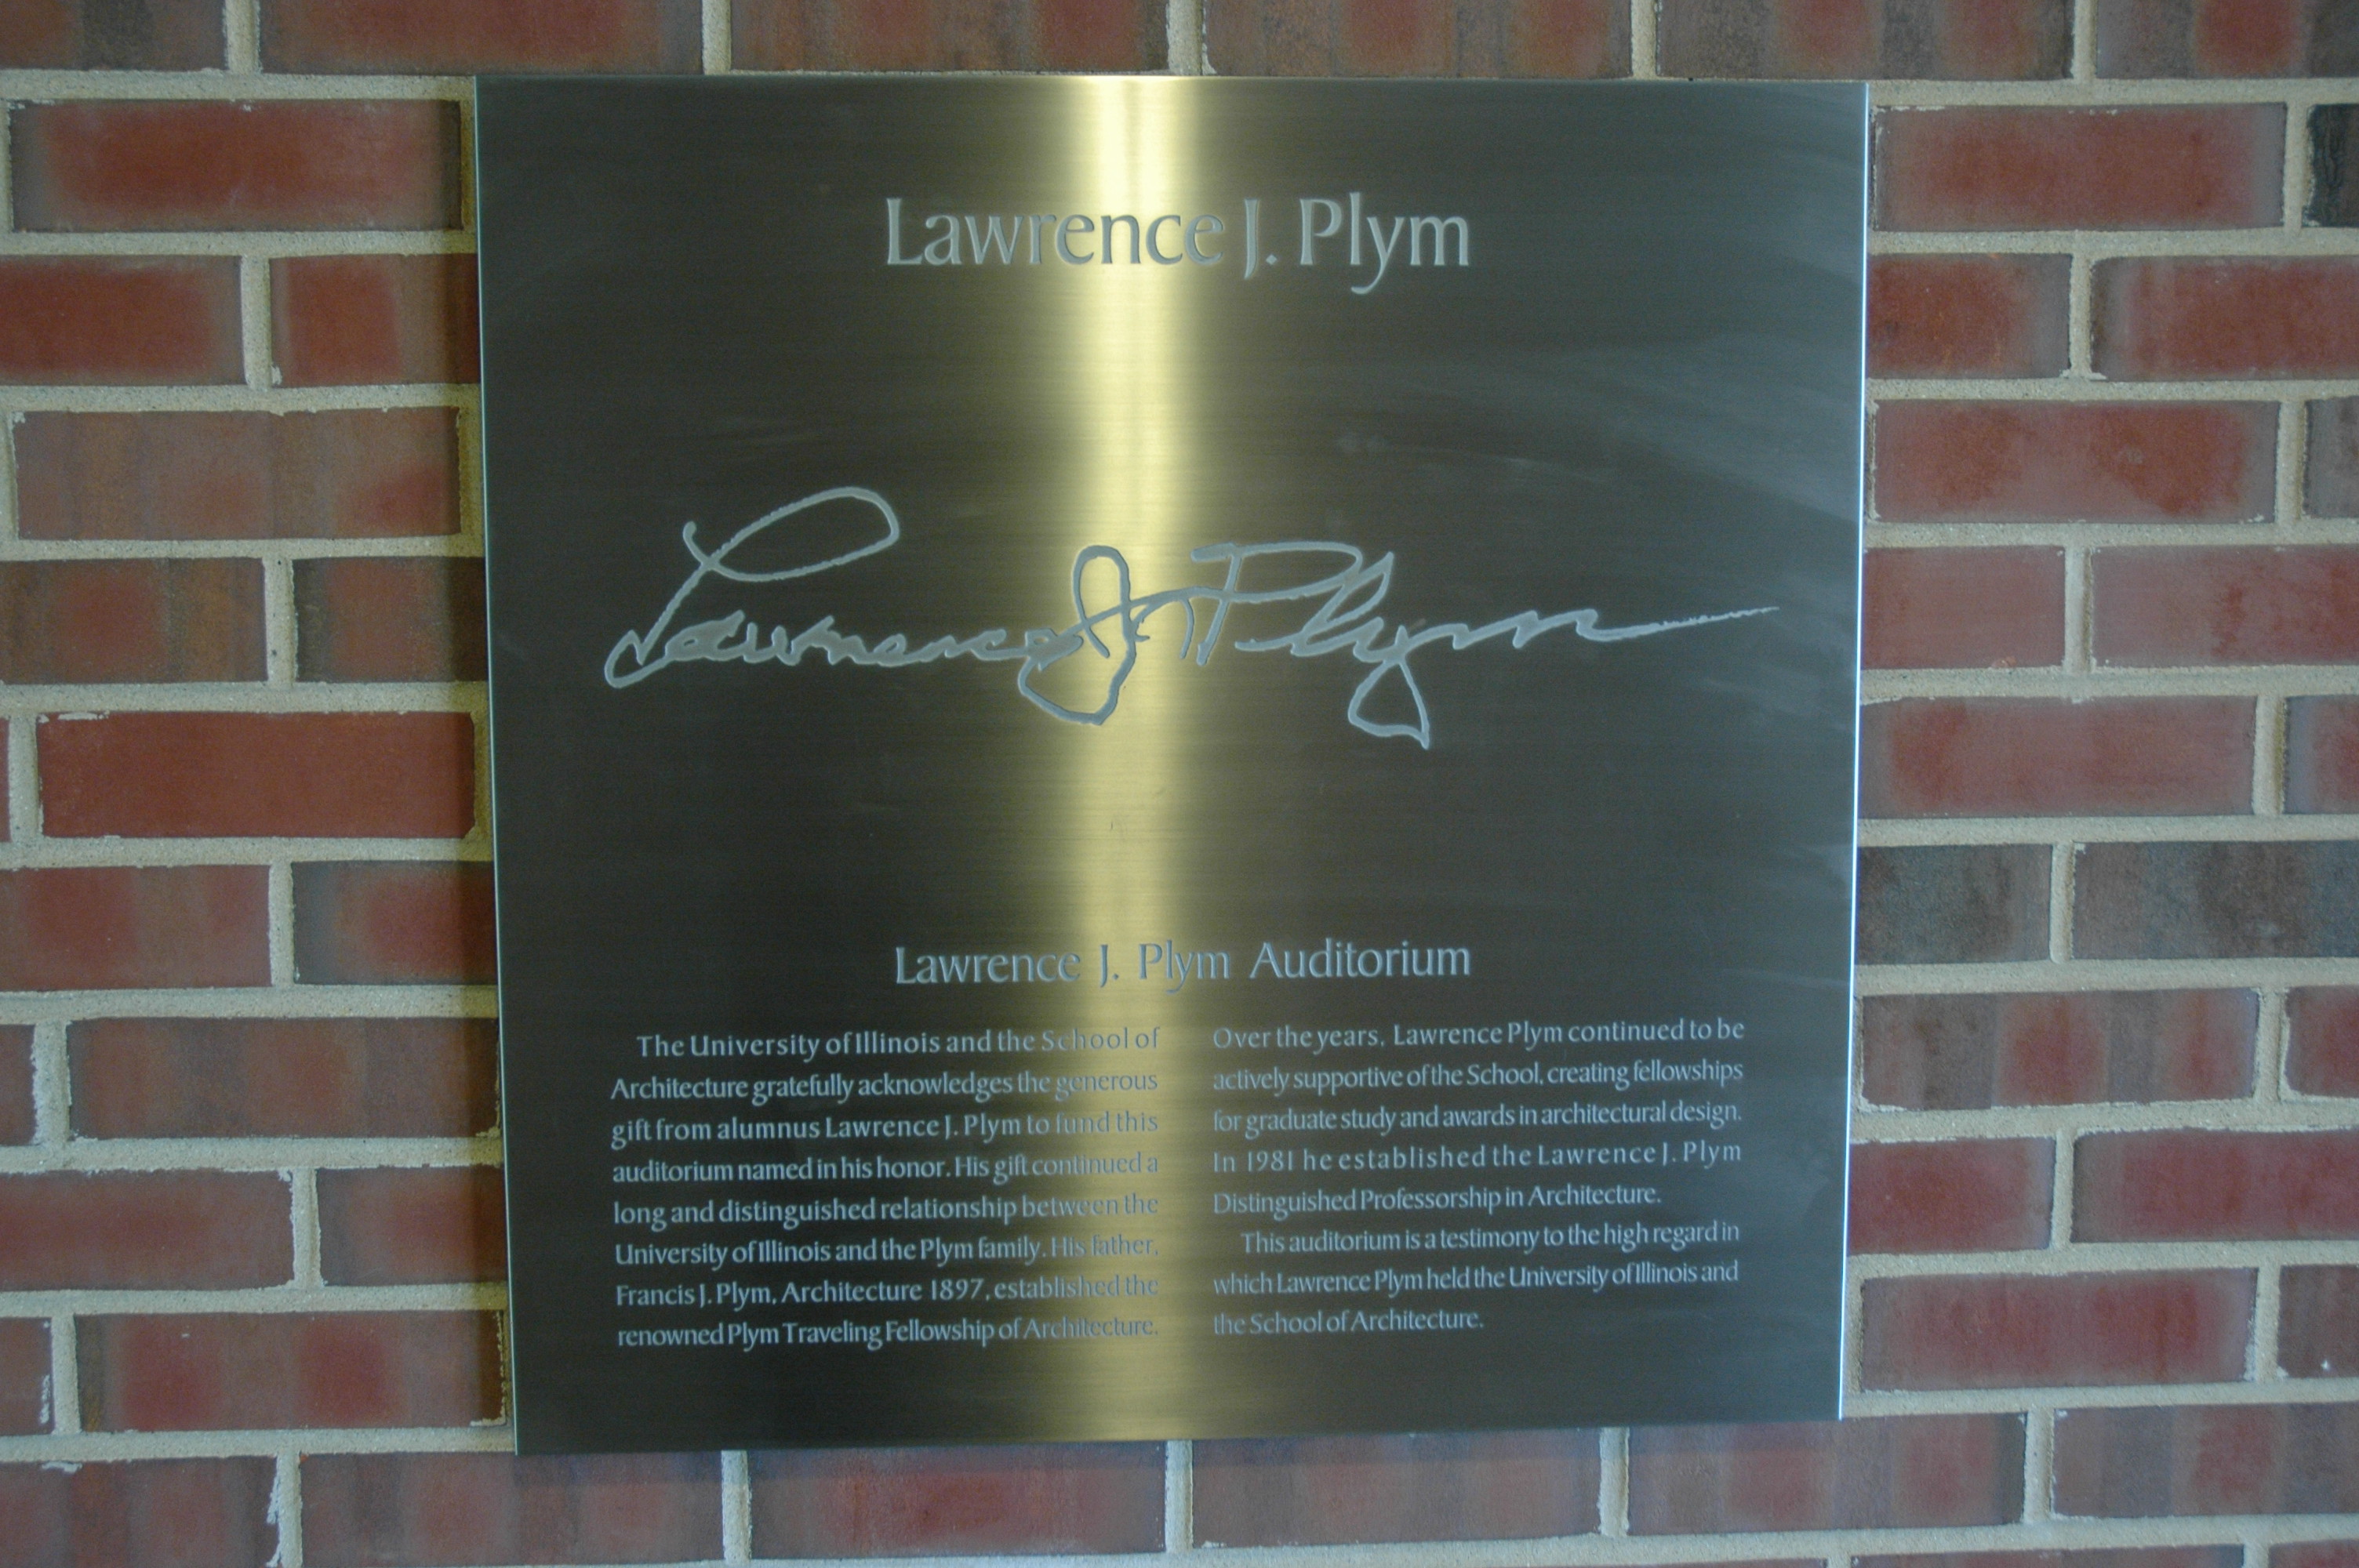 Lawrence J. Plym
Lawrence J. Plym
Lawrence J. Plym Auditorium
The University of Illinois and the School of
Architecture gratefully acknowledges the generous
gift from alumnus Lawrence J. Plym to fund this
auditorium named in his honor. His gift continued a
long and distinguished relationship between the
University of Illinois and the Plym family. His father,
Francis J. Plym, Architecture 1897, established the
renowned Plym Traveling Fellowship of Architecture.
Over the years, Lawrence Plym continued to be
actively supportive of the School, creating fellowships
for graduate study and awards in architectural design.
In 1981 he established the Lawrence J. Plym
Distinguished Professorship in Architecture.
This auditorium is a testimony to the high regard in
which Lawrence Plym held the University of Illinois and
the School of Architecture.